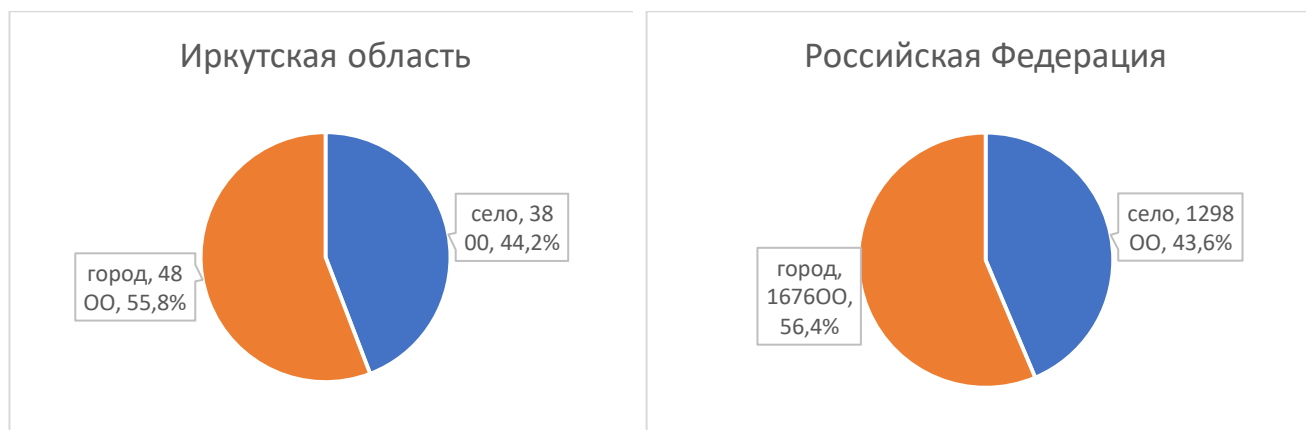 Иркутская область
село, 38
00, 44,2%
город, 48
ОО, 55,8%
Российская Федерация
село, 1298
ОО, 43,6%
город,
1676ОО,
56,4%